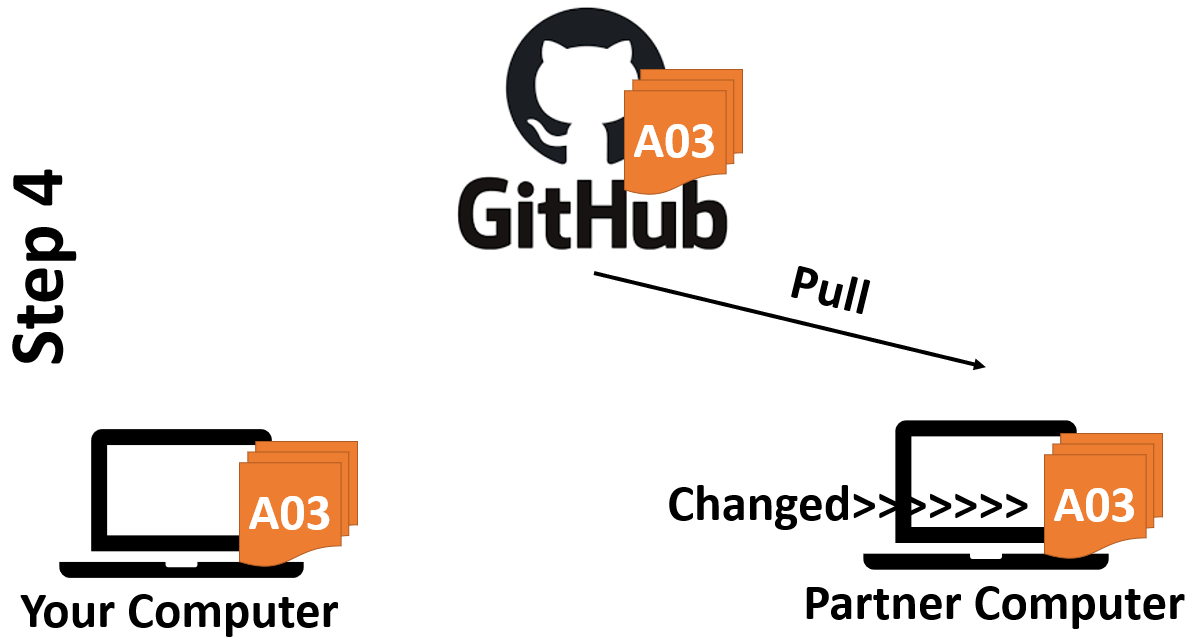 Step 4
A03
GitHub
Pull
A03
Your Computer
Changed>>>>>>>
A03
Partner Computer